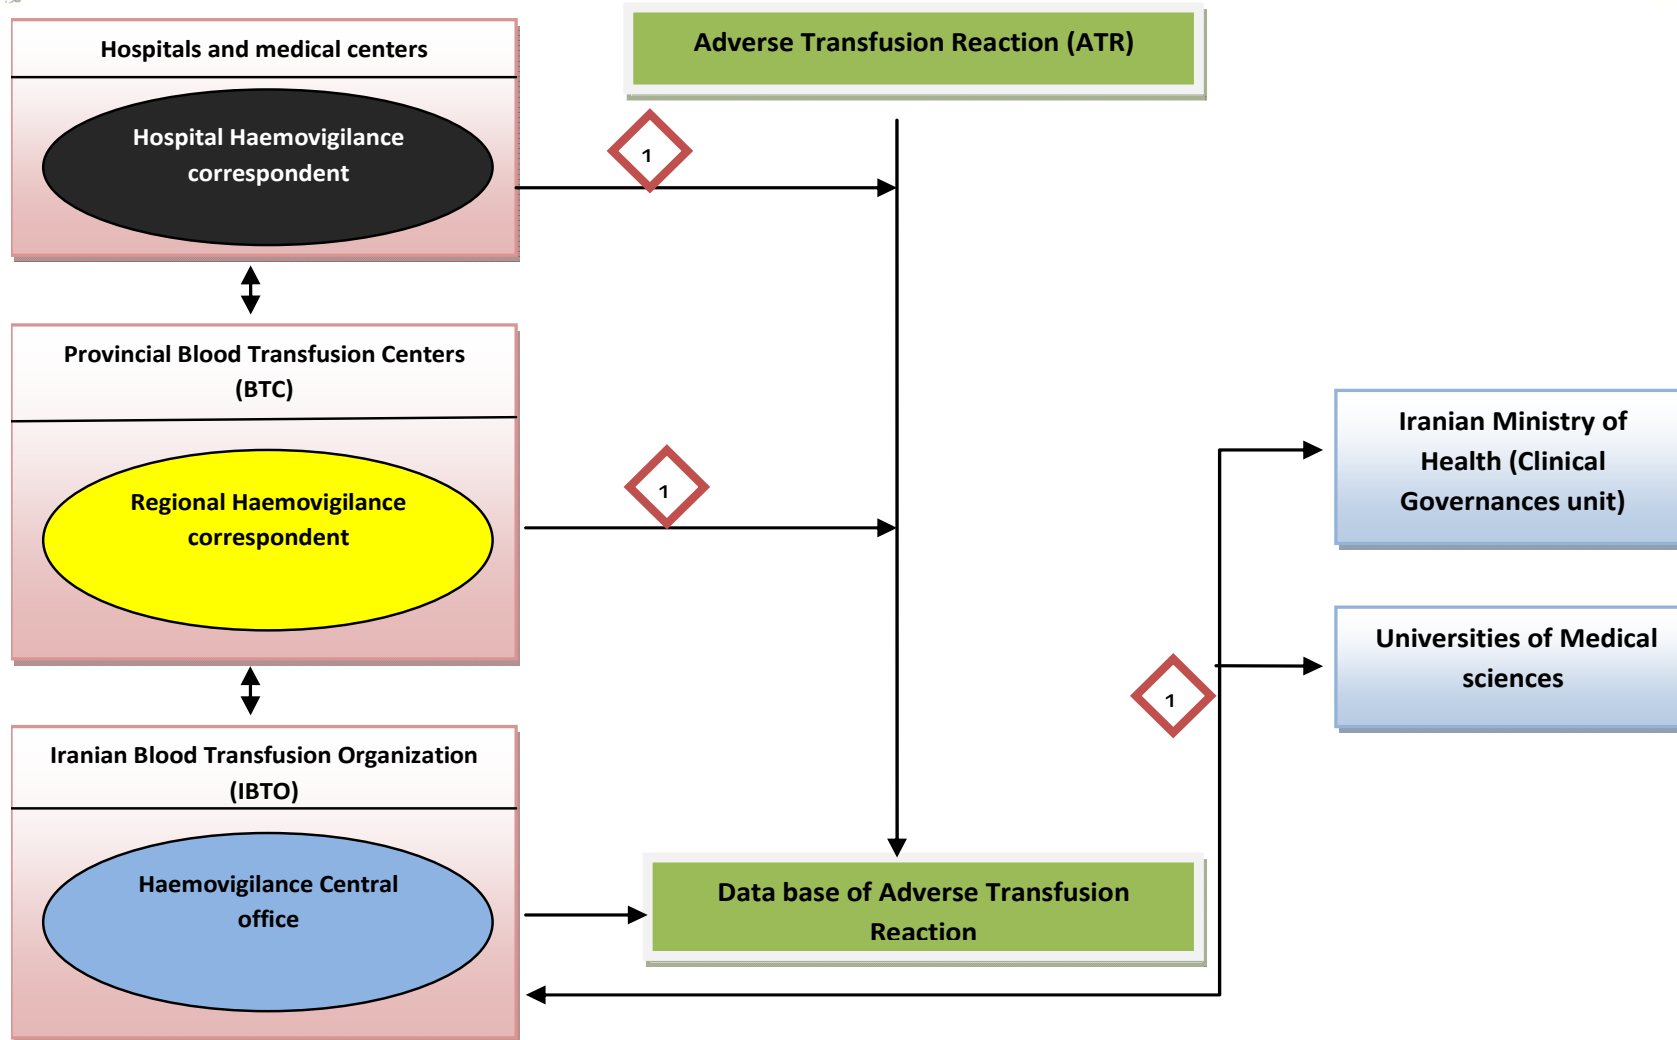 Hospitals and medical centers
Hospital Haemovigilance
correspondent
Adverse Transfusion Reaction (ATR)
1
Provincial Blood Transfusion Centers
(BTC)
Regional Haemovigilance
correspondent
1
Iranian Ministry of
Health (Clinical
Governances unit)
Universities of Medical
sciences
1
Iranian Blood Transfusion Organization
(IBTO)
Haemovigilance Central
office
Data base of Adverse Transfusion
Reaction